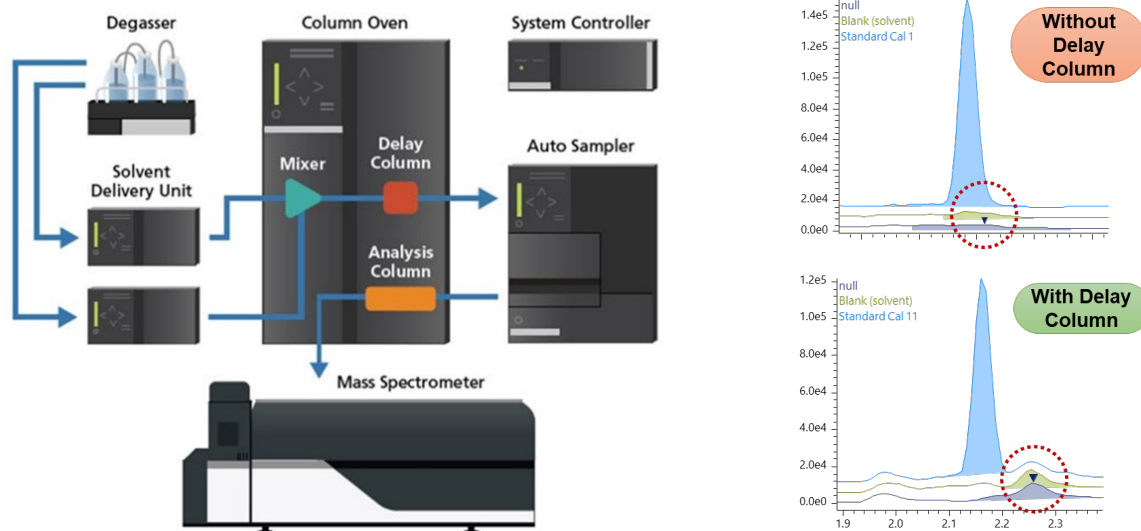 Degasser
Column Oven
System Controller
Solvent
Delivery Unit
Mixer
Delay
Column
Auto Sampler
Analysis
Column
Mass Spectrometer
null
Blank (solvent)
Standard Cal 1
Without
Delay
Column
1.6e5
1.4e5
1.2e5
1.0e5
8.0e4
6.0e4
4.0e4
2.0e4
0.0e0
null
Blank (solvent)
Standard Cal 11
With Delay
Column
1.2e5
1.0e5
8.0e4
6.0e4
4.0e4
2.0e4
0.0e0
1.9
2.0
2.1
2.2
2.3